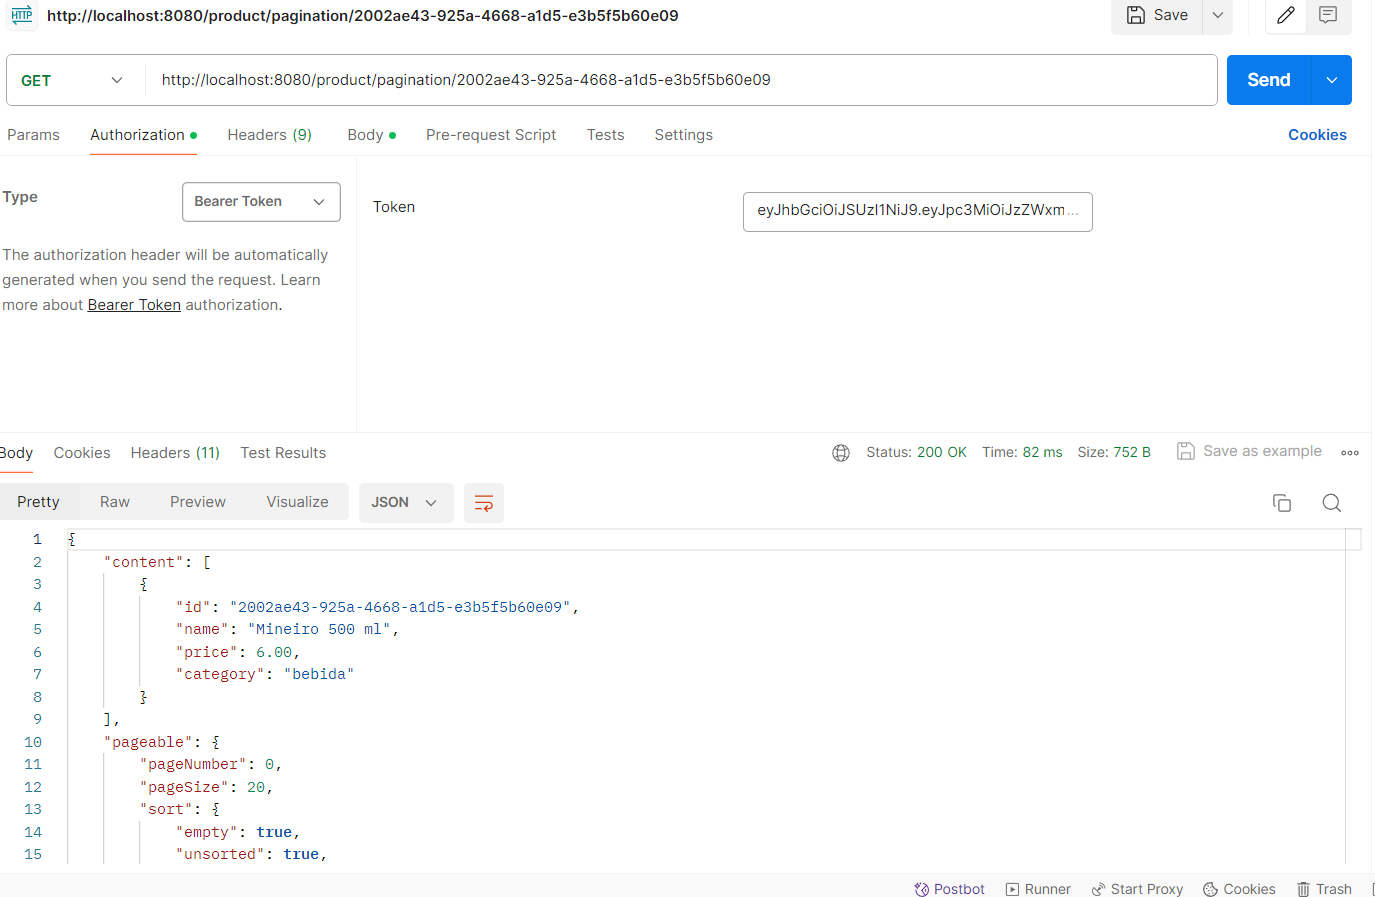 HTTP http://localhost:8080/product/pagination/2002ae43-925a-4668-a1d5-e3b5f5b60e09 Save
GET http://localhost:8080/product/pagination/2002ae43-925a-4668-a1d5-e3b5f5b60e09 Send
Params Authorization Headers (9) Body Pre-request Script Tests Settings Cookies
Type Bearer Token Token eyJhbGciOiJSUzI1NiJ9.eyJpc3MiOiJzZWxm...
The authorization header will be automatically
generated when you send the request. Learn
more about Bearer Token authorization.
Body Cookies Headers (11) Test Results Status: 200 OK Time: 82 ms Size: 752 B Save as example
Pretty Raw Preview Visualize JSON
1 {
2 "content": [
3 {
4 "id": "2002ae43-925a-4668-a1d5-e3b5f5b60e09",
5 "name": "Mineiro 500 ml",
6 "price": 6.00,
7 "category": "bebida"
8 }
9 ],
10 "pageable": {
11 "pageNumber": 0,
12 "pageSize": 20,
13 "sort": {
14 "empty": true,
15 "unsorted": true,
Postbot Runner Start Proxy Cookies Trash